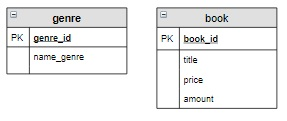 genre
PK genre_id
name_genre
book
PK book_id
title
price
amount